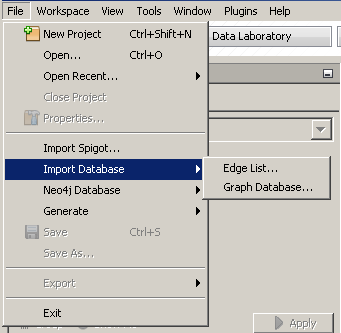 File Workspace View Tools Window Plugins Help
New Project Ctrl+Shift+N
Data Laboratory
Open... Ctrl+O
Open Recent...
Close Project
Properties...
Import Spigot...
Import Database
Edge List...
Neo4j Database
Graph Database...
Generate
Save Ctrl+S
Save As...
Export
Exit
Apply